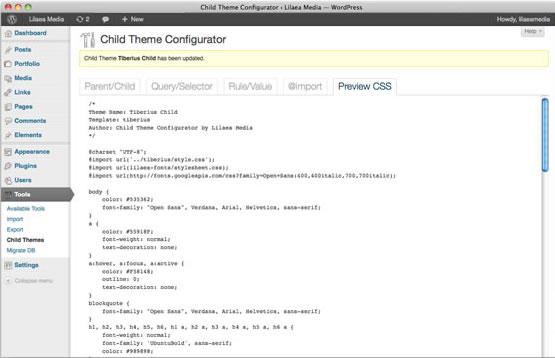 Child Theme Configurator ‹ Lilaea Media — WordPress
Lilaea Media 2 0 + New Howdy, lilaeamedia
Dashboard
Posts
Portfolio
Media
Links
Pages
Comments
Elements
Appearance
Plugins
Users
Tools
Available Tools
Import
Export
Child Themes
Migrate DB
Settings
Collapse menu
Help
Child Theme Configurator
Child Theme Tiberius Child has been updated.
Parent/Child Query/Selector Rule/Value @import Preview CSS
/*
Theme Name: Tiberius Child
Template: tiberius
Author: Child Theme Configurator by Lilaea Media
*/
@charset "UTF-8";
@import url('../tiberius/style.css');
@import url(lilaea-fonts/stylesheet.css);
@import url(http://fonts.googleapis.com/css?family=Open+Sans:400,400italic,700,700italic);
body {
color: #535362;
font-family: "Open Sans", Verdana, Arial, Helvetica, sans-serif;
}
a {
color: #55918F;
font-weight: normal;
text-decoration: none;
}
a:hover, a:focus, a:active {
color: #F58148;
outline: 0;
text-decoration: none;
}
blockquote {
font-family: "Open Sans", Verdana, Arial, Helvetica, sans-serif;
}
h1, h2, h3, h4, h5, h6, h1 a, h2 a, h3 a, h4 a, h5 a, h6 a {
font-weight: normal;
font-family: 'UbuntuBold', sans-serif;
color: #989898;